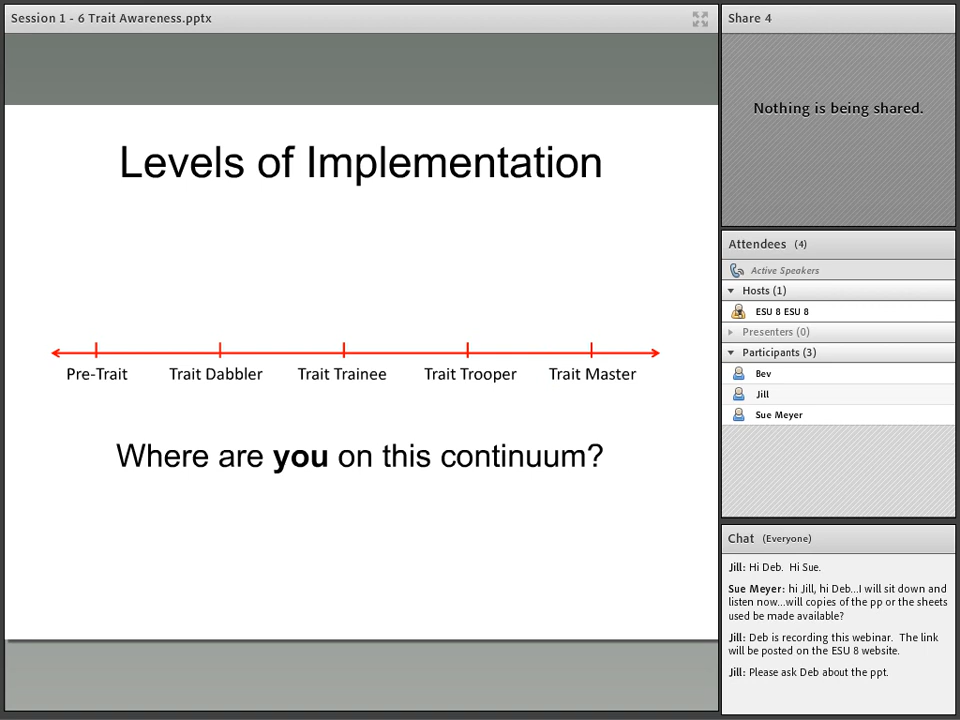 Session 1 - 6 Trait Awareness.pptx
Levels of Implementation
Pre-Trait Trait Dabbler Trait Trainee Trait Trooper Trait Master
Where are you on this continuum?
Share 4
Nothing is being shared.
Attendees (4)
Active Speakers
Hosts (1)
ESU 8 ESU 8
Presenters (0)
Participants (3)
Bev
Jill
Sue Meyer
Chat (Everyone)
Jill: Hi Deb. Hi Sue.
Sue Meyer: hi Jill, hi Deb...I will sit down and
listen now...will copies of the pp or the sheets
used be made available?
Jill: Deb is recording this webinar. The link
will be posted on the ESU 8 website.
Jill: Please ask Deb about the ppt.